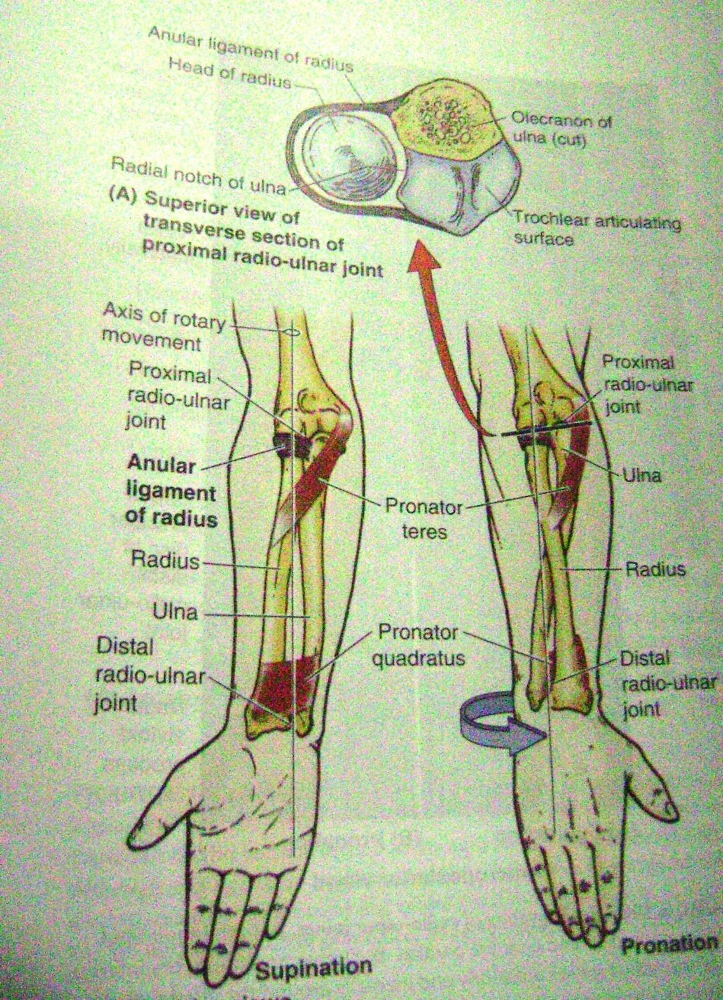 Anular ligament of radius
Head of radius
Olecranon of
ulna (cut)
Radial notch of ulna
(A) Superior view of
transverse section of
proximal radio-ulnar joint
Trochlear articulating
surface
Axis of rotary
movement
Proximal
radio-ulnar
joint
Anular
ligament
of radius
Radius
Ulna
Distal
radio-ulnar
joint
Pronator
teres
Pronator
quadratus
Proximal
radio-ulnar
joint
Ulna
Radius
Distal
radio-ulnar
joint
Supination
Pronation